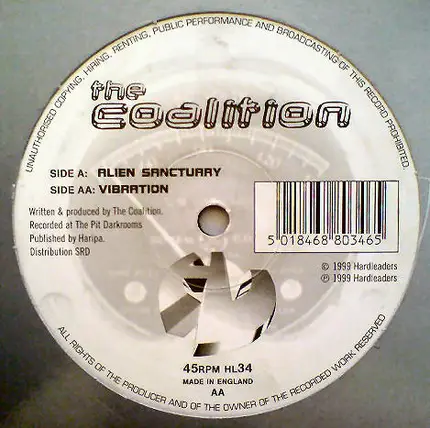 UNAUTHORISED COPYING, HIRING, RENTING, PUBLIC PERFORMANCE AND BROADCASTING OF THIS RECORD PROHIBITED.
the
coalition
SIDE A: ALIEN SANCTUARY
SIDE AA: VIBRATION
Written & produced by The Coalition.
Recorded at The Pit Darkrooms
Published by Haripa.
Distribution SRD
5 018468 803465
© 1999 Hardleaders
℗ 1999 Hardleaders
45RPM HL34
MADE IN ENGLAND
AA
ALL RIGHTS OF THE PRODUCER AND OF THE OWNER OF THE RECORDED WORK RESERVED